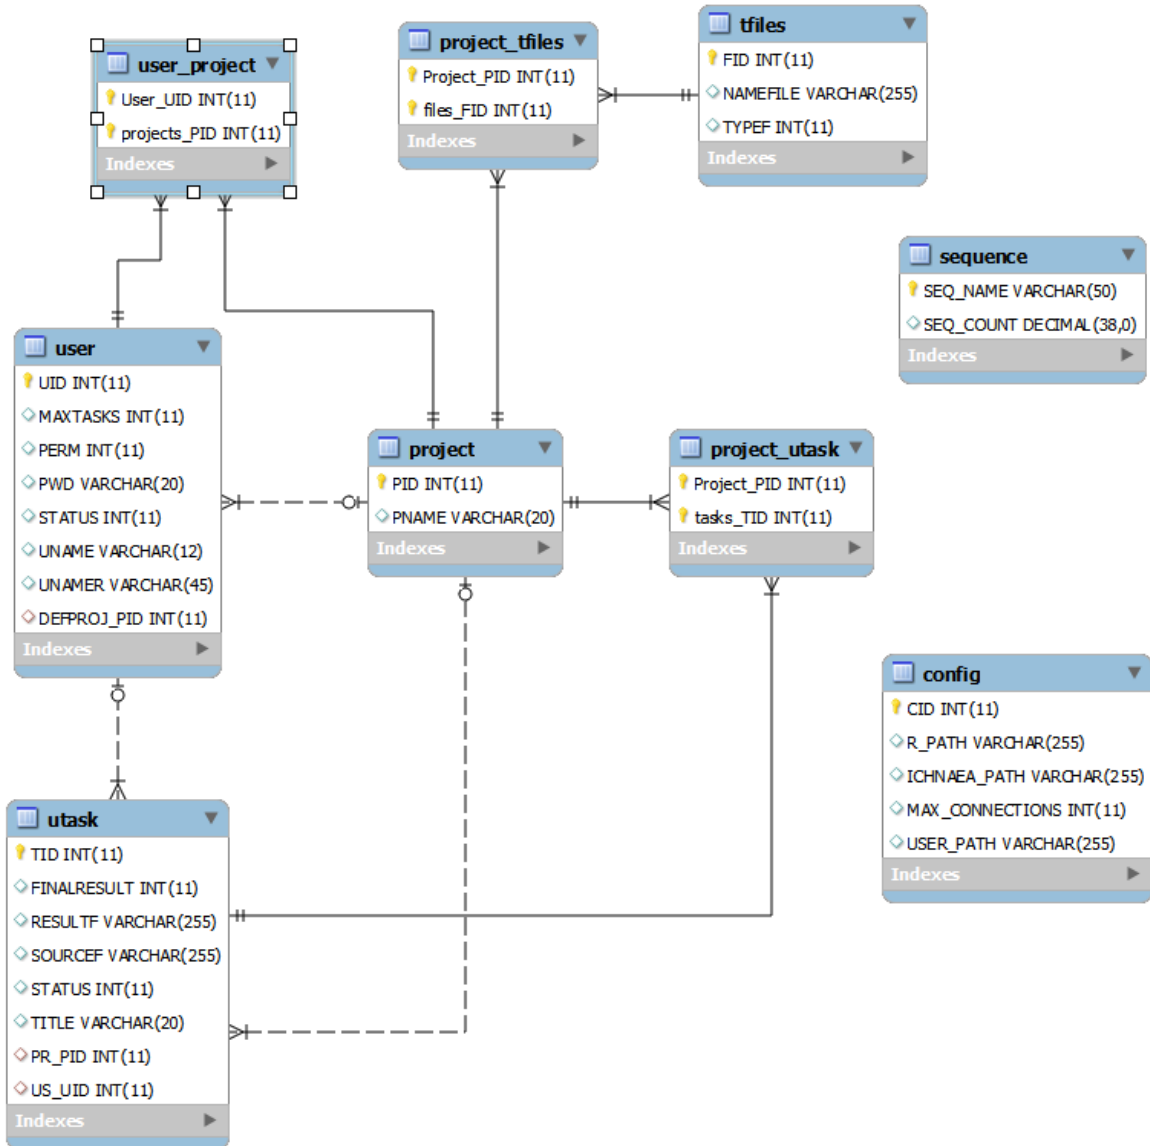 user_project
User_UID INT(11)
projects_PID INT(11)
Indexes
project_tfiles
Project_PID INT(11)
files_FID INT(11)
Indexes
tfiles
FID INT(11)
NAMEFILE VARCHAR(255)
TYPEF INT(11)
Indexes
sequence
SEQ_NAME VARCHAR(50)
SEQ_COUNT DECIMAL(38,0)
Indexes
user
UID INT(11)
MAXTASKS INT(11)
PERM INT(11)
PWD VARCHAR(20)
STATUS INT(11)
UNAME VARCHAR(12)
UNAMER VARCHAR(45)
DEFPROJ_PID INT(11)
Indexes
project
PID INT(11)
PNAME VARCHAR(20)
Indexes
project_utask
Project_PID INT(11)
tasks_TID INT(11)
Indexes
config
CID INT(11)
R_PATH VARCHAR(255)
ICHNAEA_PATH VARCHAR(255)
MAX_CONNECTIONS INT(11)
USER_PATH VARCHAR(255)
Indexes
utask
TID INT(11)
FINALRESULT INT(11)
RESULTF VARCHAR(255)
SOURCEF VARCHAR(255)
STATUS INT(11)
TITLE VARCHAR(20)
PR_PID INT(11)
US_UID INT(11)
Indexes